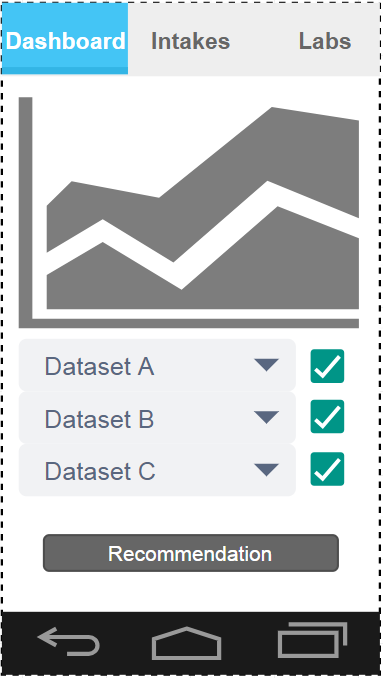 Dashboard Intakes Labs
Dataset A
Dataset B
Dataset C
Recommendation